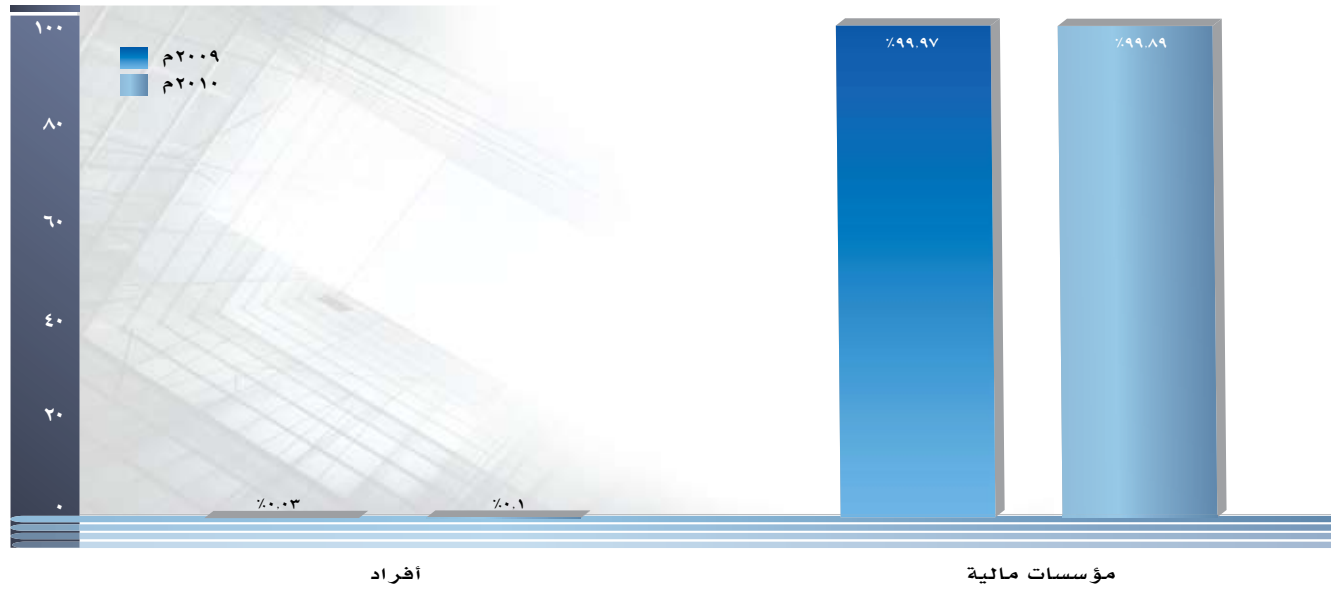 ١٠٠
٨٠
٦٠
٤٠
٢٠
٠
٢٠٠٩م
٢٠١٠م
٪٩٩.٩٧
٪٩٩.٨٩
٪٠.٠٣
٪٠.١
مؤسسات مالية
أفراد